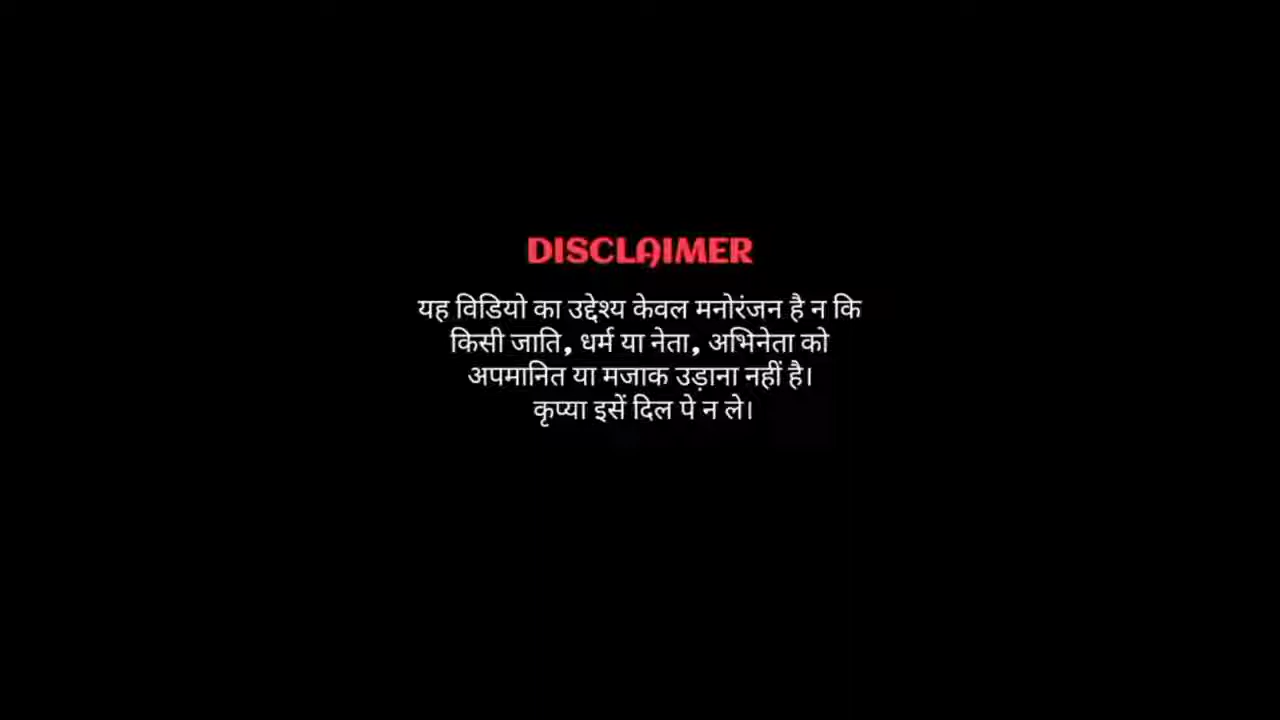 DISCLAIMER
यह विडियो का उद्देश्य केवल मनोरंजन है न कि
किसी जाति, धर्म या नेता, अभिनेता को
अपमानित या मजाक उड़ाना नहीं है।
कृप्या इसें दिल पे न ले।